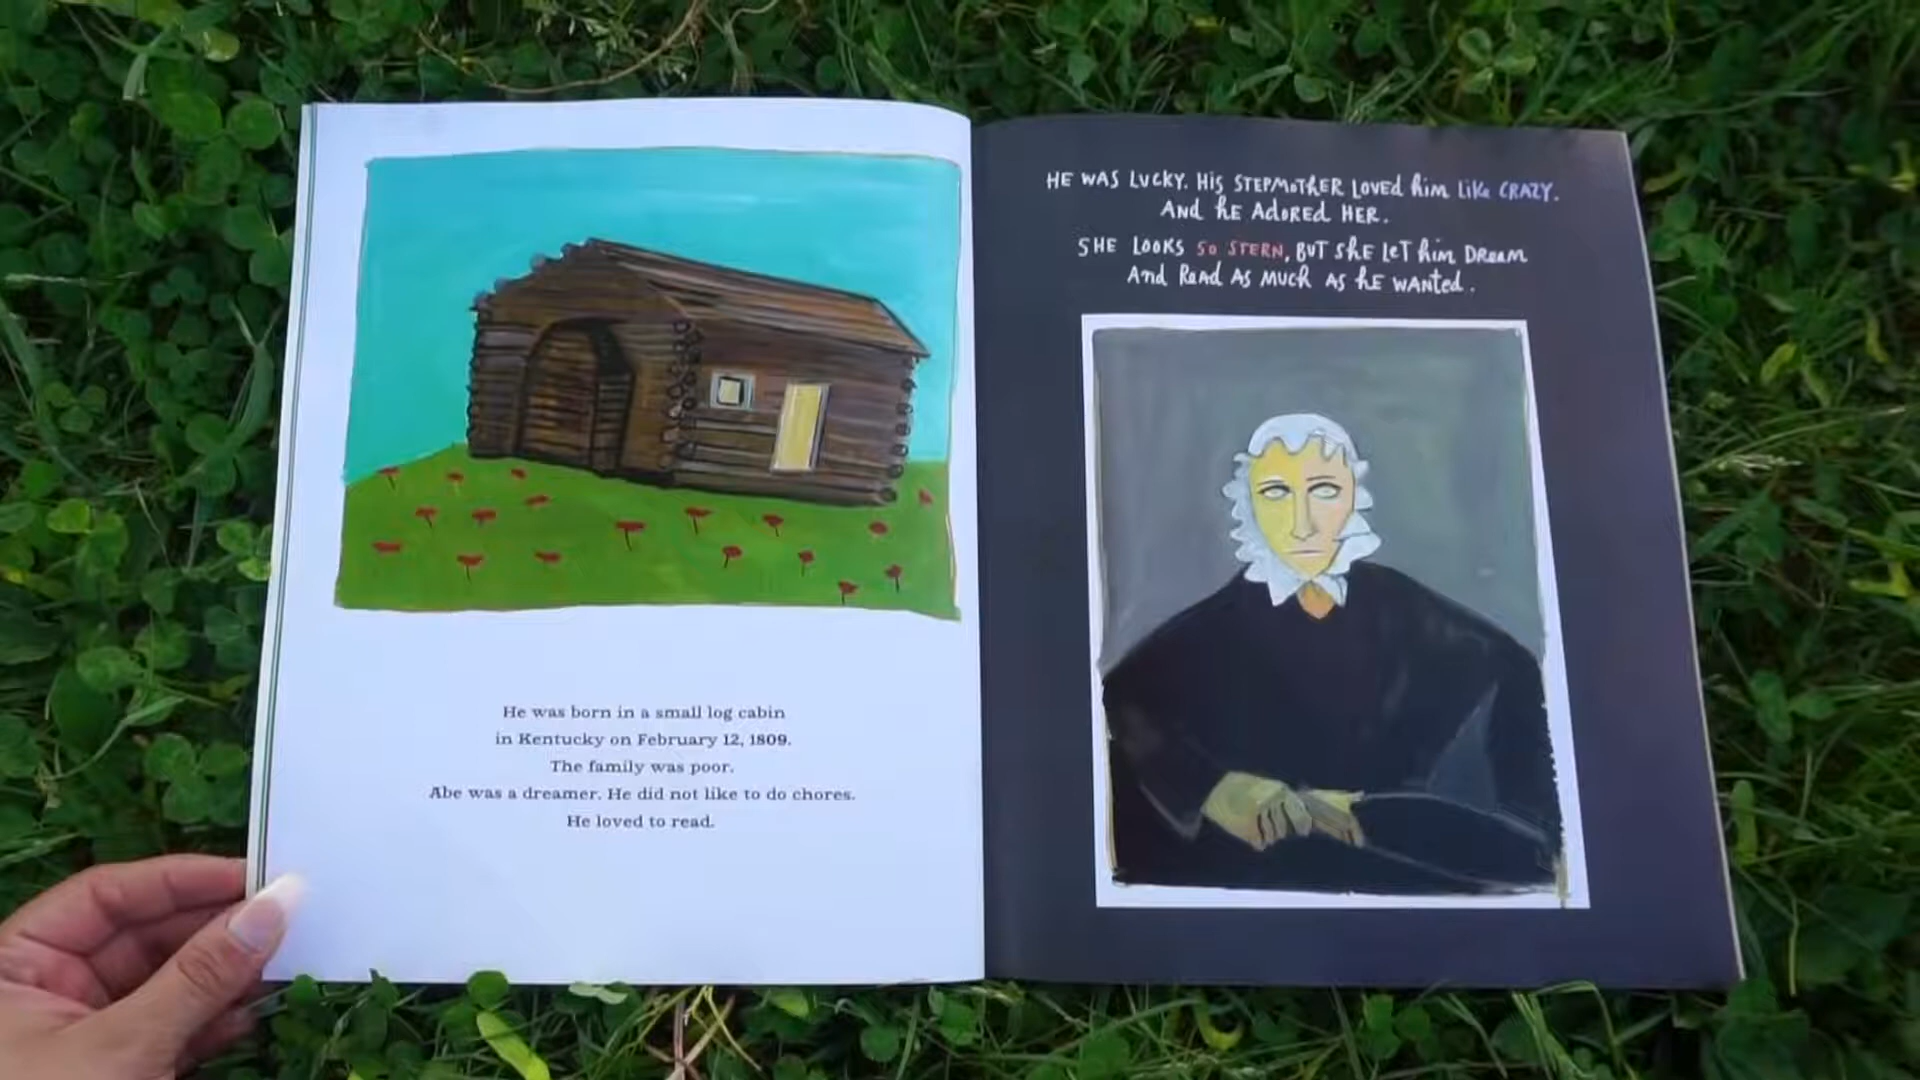 He was born in a small log cabin
in Kentucky on February 12, 1809.
The family was poor.
Abe was a dreamer. He did not like to do chores.
He loved to read.
HE WAS LUCKY. HiS STEPMOTHER LOVED him Like CRAZY.
AND hE ADORED HER.
SHE LOOKS SO STERN, BUT ShE LET him DREAM
And READ AS MUCh AS hE WANTEd.